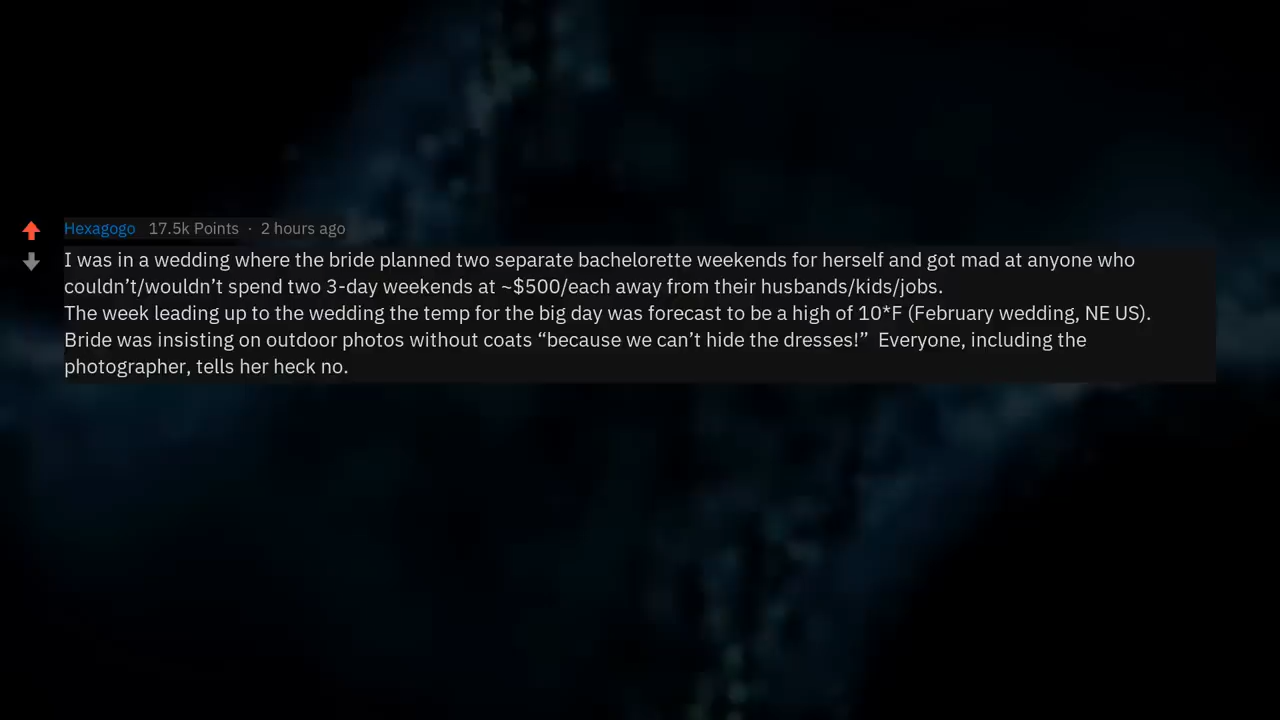 Hexagogo 17.5k Points · 2 hours ago
I was in a wedding where the bride planned two separate bachelorette weekends for herself and got mad at anyone who
couldn’t/wouldn’t spend two 3-day weekends at ~$500/each away from their husbands/kids/jobs.
The week leading up to the wedding the temp for the big day was forecast to be a high of 10*F (February wedding, NE US).
Bride was insisting on outdoor photos without coats “because we can’t hide the dresses!” Everyone, including the
photographer, tells her heck no.